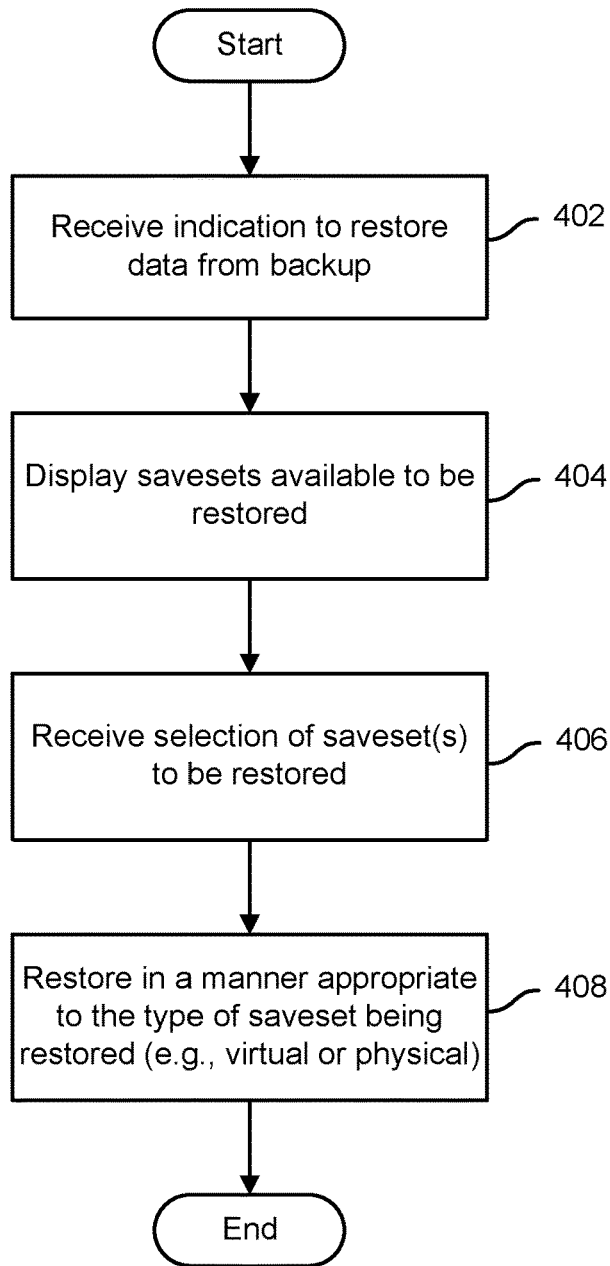 Start
Receive indication to restore
data from backup
402
Display savesets available to be
restored
404
Receive selection of saveset(s)
to be restored
406
Restore in a manner appropriate
to the type of saveset being
restored (e.g., virtual or physical)
408
End